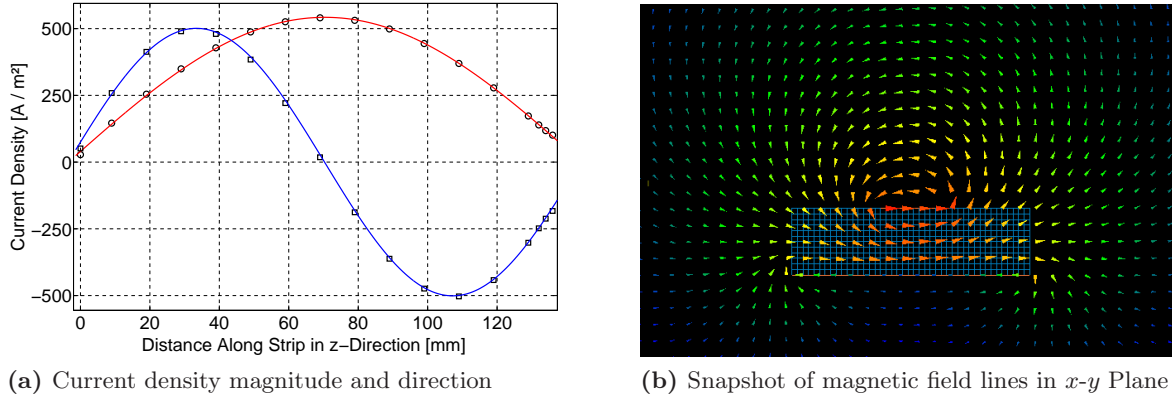 500
250
0
−250
−500
Current Density [A / m²]
0 20 40 60 80 100 120
Distance Along Strip in z−Direction [mm]
(a) Current density magnitude and direction
(b) Snapshot of magnetic field lines in x-y Plane